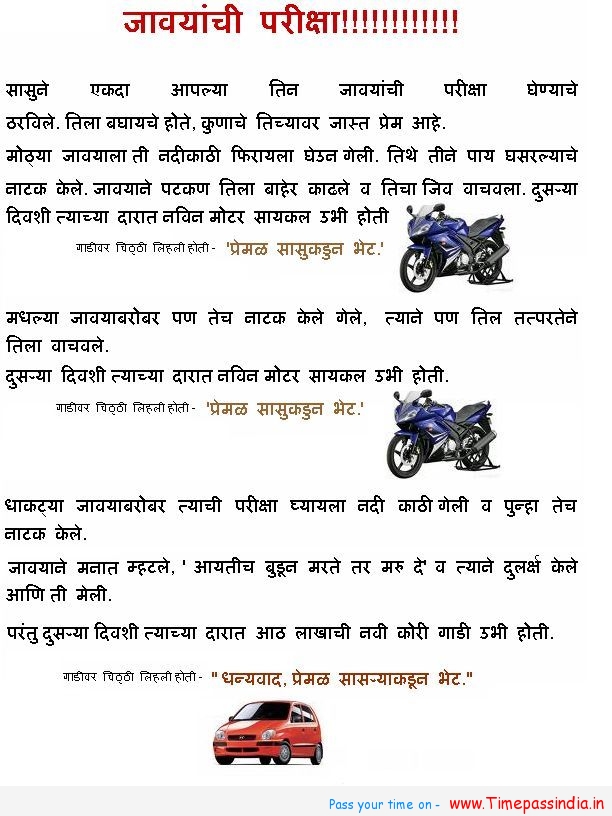 जावयांची परीक्षा!!!!!!!!!!!!!
सासुने एकदा आपल्या तिन जावयांची परीक्षा घेण्याचे
ठरविले. तिला बघायचे होते, कुणाचे तिच्यावर जास्त प्रेम आहे.
मोठ्या जावयाला ती नदीकाठी फिरायला घेउन गेली. तिथे तीने पाय घसरल्याचे
नाटक केले. जावयाने पटकण तिला बाहेर काढले व तिचा जिव वाचवला. दुसऱ्या
दिवशी त्याच्या दारात नविन मोटर सायकल उभी होती
गाडीवर चिठ्ठी लिहली होती - 'प्रेमळ सासुकडुन भेट.'
मधल्या जावयाबरोबर पण तेच नाटक केले गेले, त्याने पण तिल तत्परतेने
तिला वाचवले.
दुसऱ्या दिवशी त्याच्या दारात नविन मोटर सायकल उभी होती.
गाडीवर चिठ्ठी लिहली होती - 'प्रेमळ सासुकडुन भेट.'
धाकट्या जावयाबरोबर त्याची परीक्षा घ्यायला नदी काठी गेली व पुन्हा तेच
नाटक केले.
जावयाने मनात म्हटले, ' आयतीच बुडून मरते तर मरु दे' व त्याने दुलर्क्ष केले
आणि ती मेली.
परंतु दुसऱ्या दिवशी त्याच्या दारात आठ लाखाची नवी कोरी गाडी उभी होती.
गाडीवर चिठ्ठी लिहली होती - " धन्यवाद, प्रेमळ सासऱ्याकडून भेट."
Pass your time on - www.Timepassindia.in